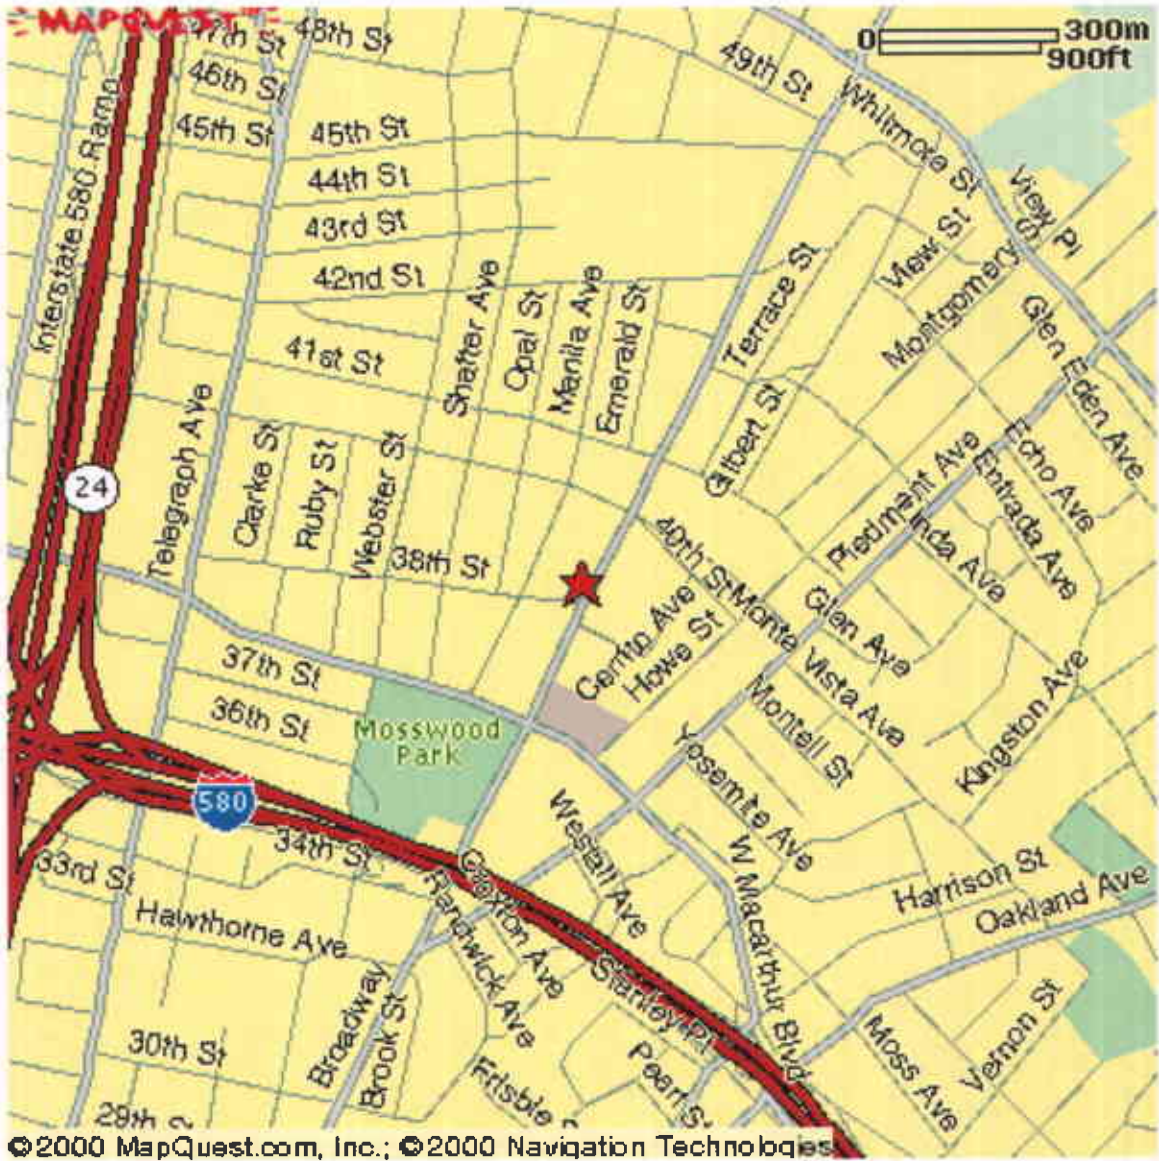 MAPQUEST
47th St
48th St
0
300m
900ft
46th St
49th St
Whitmore St
45th St
45th St
Interstate 580 Ramp
44th St
43rd St
View Pl
View St
Montgomery St
42nd St
Terrace St
Shafter Ave
Opal St
Manila Ave
Emerald St
41st St
Glen Eden Ave
Gilbert St
Echo Ave
Telegraph Ave
Clarke St
Ruby St
Webster St
24
Piedmont Ave
Entrada Ave
Linda Ave
38th St
40th St
Monte Vista Ave
Glen Ave
Cerrito Ave
Howe St
37th St
36th St
Mosswood
Park
Montell St
Kingston Ave
Yosemite Ave
580
Westall Ave
W Macarthur Blvd
34th St
33rd St
Harrison St
Oakland Ave
Hawthorne Ave
Croxton Ave
Randwick Ave
Stanley Pl
Broadway
Brook St
30th St
Moss Ave
Vernon St
Pearl St
Frisbie
29th
©2000 MapQuest.com, Inc.; ©2000 Navigation Technologies